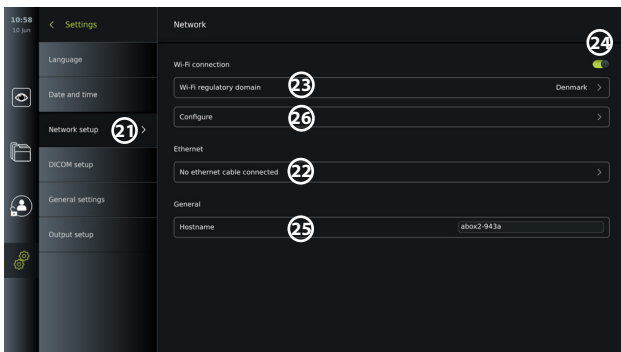 10:58
10 Jun
Settings
Network
24
Language
Wi-Fi connection
Wi-Fi regulatory domain 23 Denmark
Date and time
Configure 26
Network setup 21
Ethernet
DICOM setup
No ethernet cable connected 22
General settings
General
Hostname 25 abox2-943a
Output setup